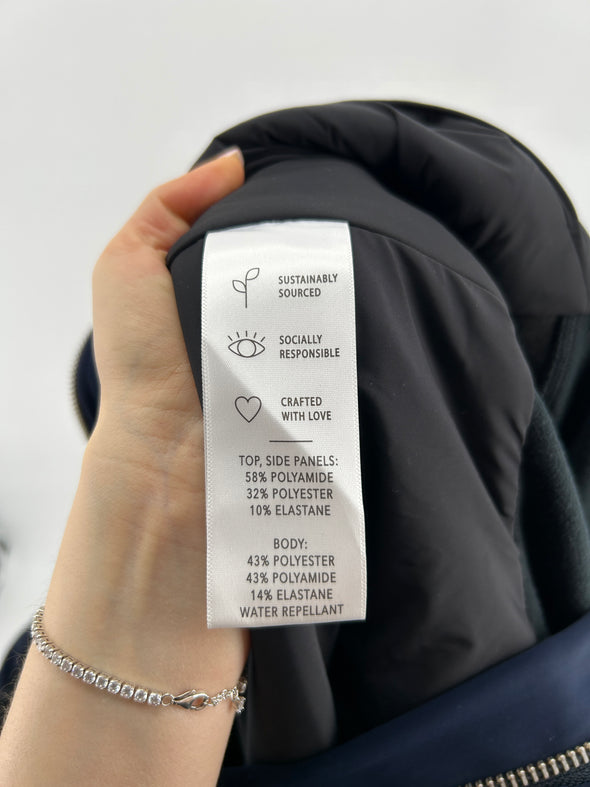 SUSTAINABLY
SOURCED
SOCIALLY
RESPONSIBLE
CRAFTED
WITH LOVE
TOP, SIDE PANELS:
58% POLYAMIDE
32% POLYESTER
10% ELASTANE
BODY:
43% POLYESTER
43% POLYAMIDE
14% ELASTANE
WATER REPELLANT